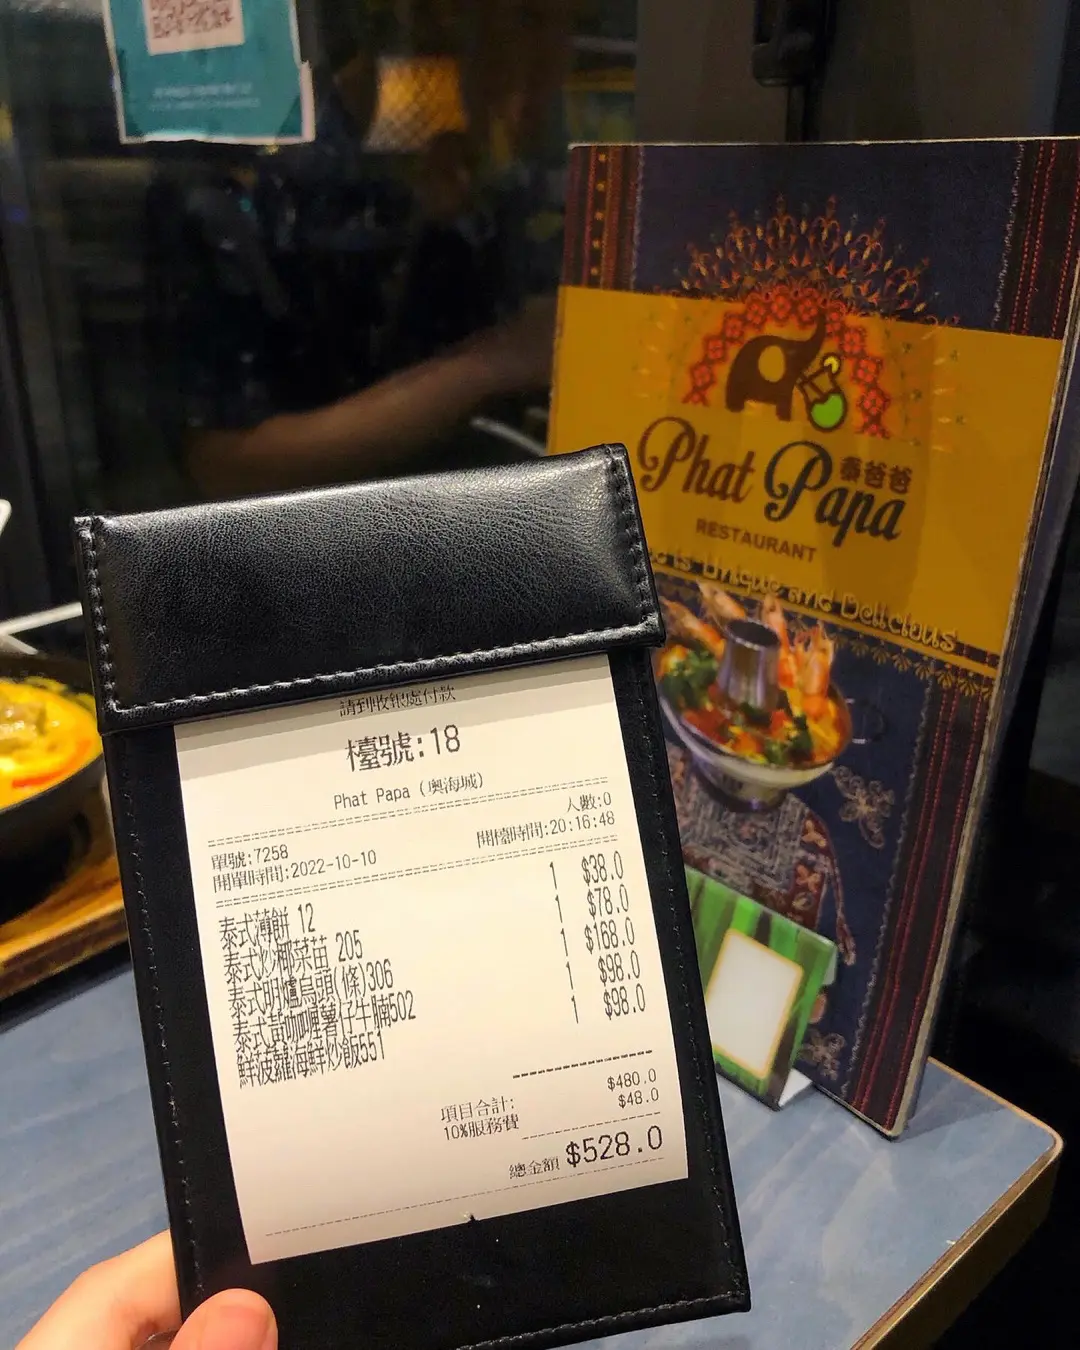 Phat Papa 泰爸爸
RESTAURANT
is Unique and Delicious
請到收銀處付款
檯號:18
Phat Papa (奧海城)
人數:0
單號:7258
開檯時間:20:16:48
開單時間:2022-10-10
泰式薄餅 12 1 $38.0
泰式炒椰菜苗 205 1 $78.0
泰式明爐烏頭(條)306 1 $168.0
泰式黃咖喱薯仔牛腩502 1 $98.0
鮮菠蘿海鮮炒飯551 1 $98.0
項目合計: $480.0
10%服務費 $48.0
總金額 $528.0